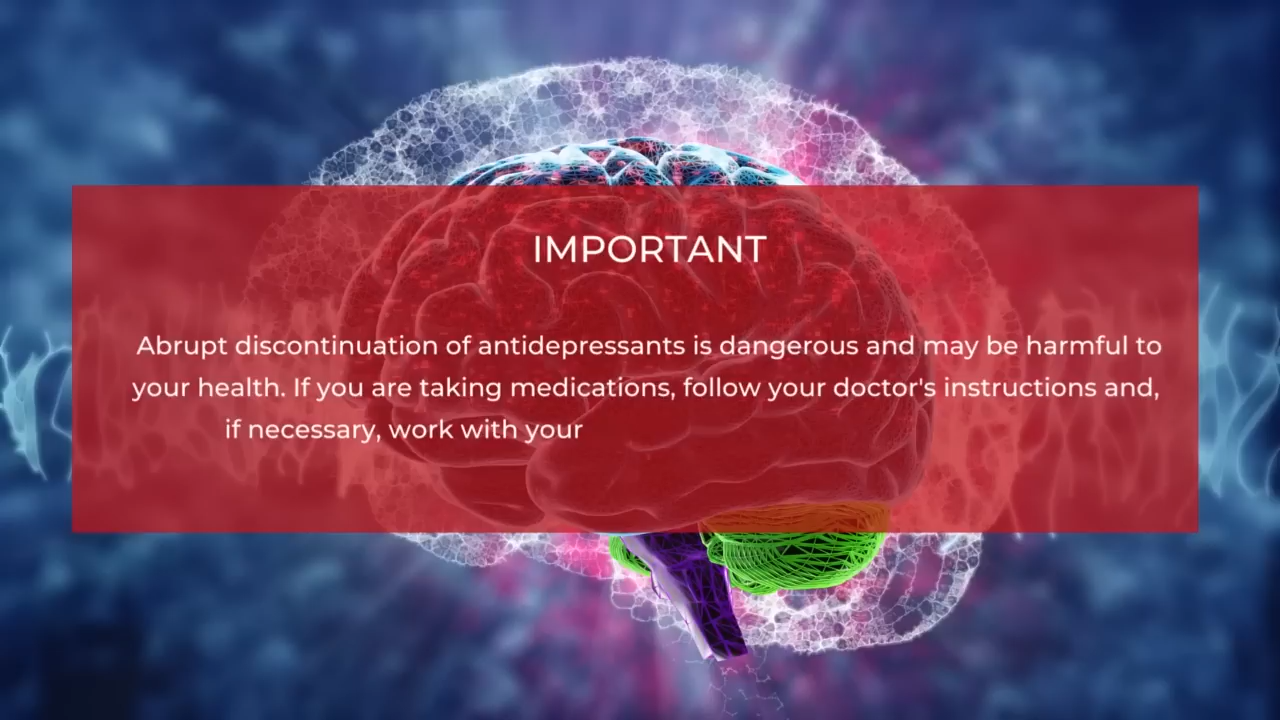 IMPORTANT
Abrupt discontinuation of antidepressants is dangerous and may be harmful to
your health. If you are taking medications, follow your doctor's instructions and,
if necessary, work with your